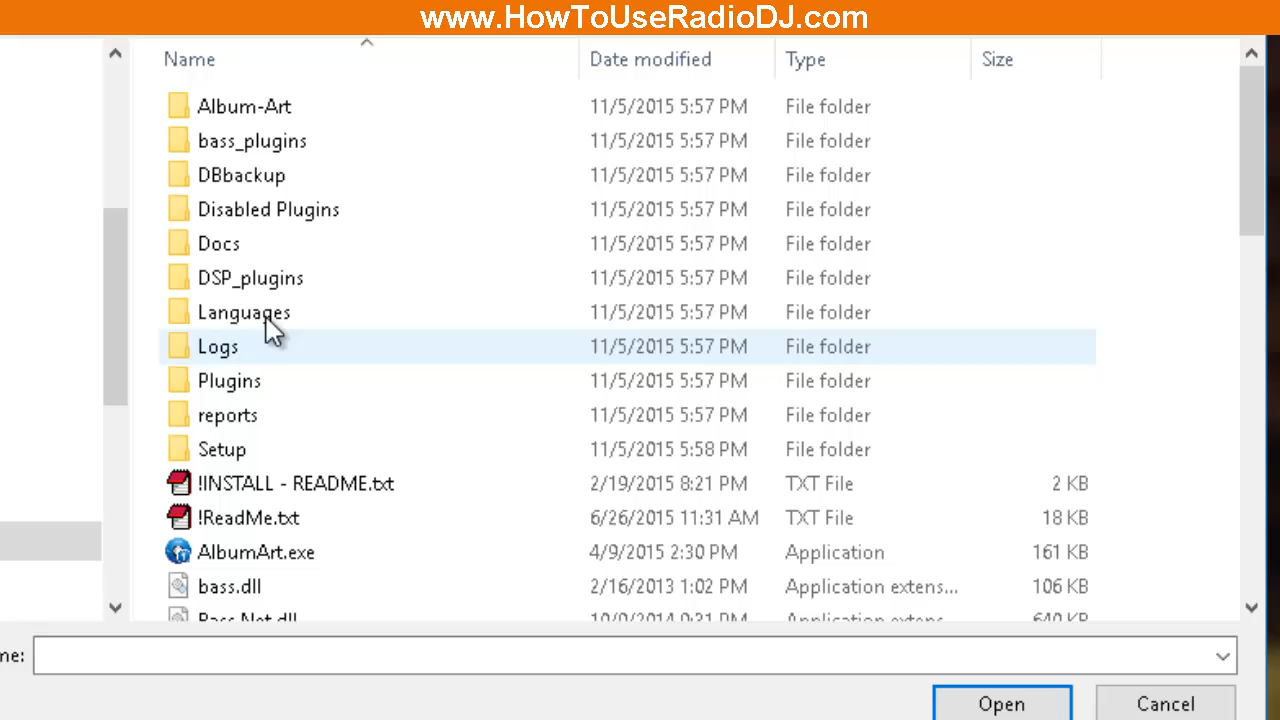 www.HowToUseRadioDJ.com
Name Date modified Type Size
Album-Art 11/5/2015 5:57 PM File folder
bass_plugins 11/5/2015 5:57 PM File folder
DBbackup 11/5/2015 5:57 PM File folder
Disabled Plugins 11/5/2015 5:57 PM File folder
Docs 11/5/2015 5:57 PM File folder
DSP_plugins 11/5/2015 5:57 PM File folder
Languages 11/5/2015 5:57 PM File folder
Logs 11/5/2015 5:57 PM File folder
Plugins 11/5/2015 5:57 PM File folder
reports 11/5/2015 5:57 PM File folder
Setup 11/5/2015 5:58 PM File folder
!INSTALL - README.txt 2/19/2015 8:21 PM TXT File 2 KB
!ReadMe.txt 6/26/2015 11:31 AM TXT File 18 KB
AlbumArt.exe 4/9/2015 2:30 PM Application 161 KB
bass.dll 2/16/2013 1:02 PM Application extens... 106 KB
Bass.Net.dll 10/9/2014 9:31 PM Application extens... 640 KB
me:
Open Cancel